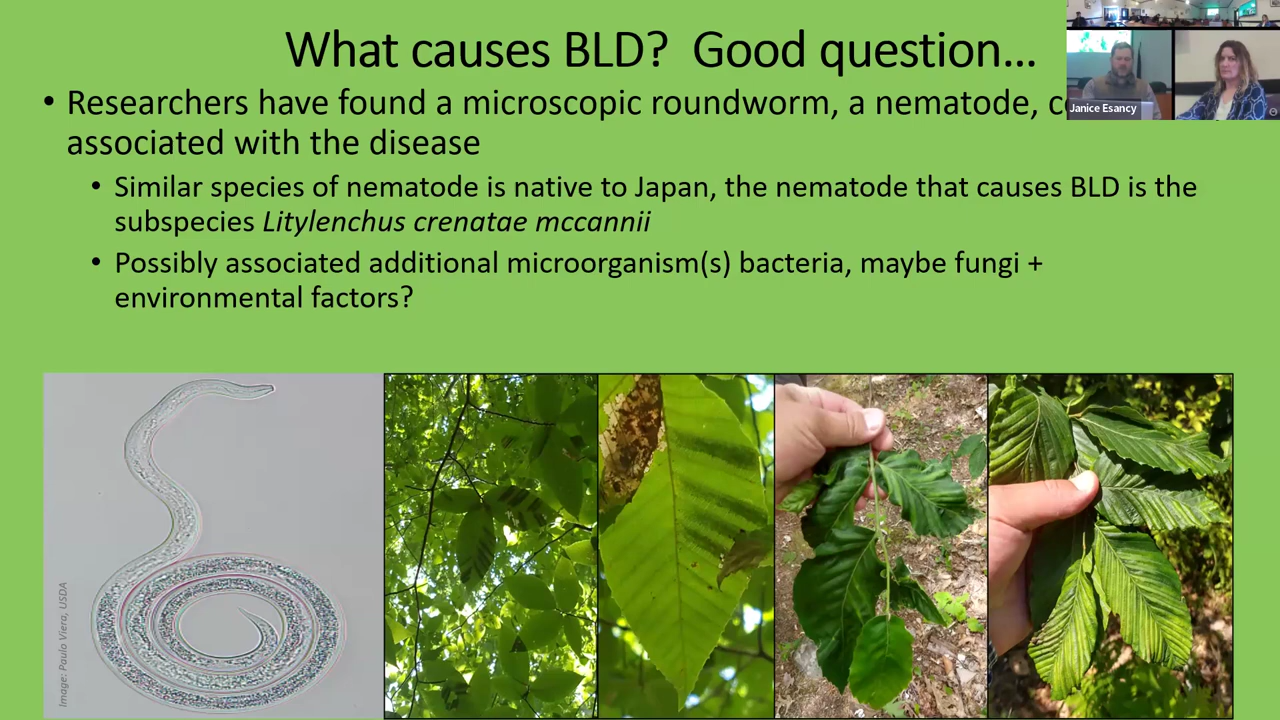 What causes BLD? Good question...
• Researchers have found a microscopic roundworm, a nematode,
associated with the disease
• Similar species of nematode is native to Japan, the nematode that causes BLD is the
subspecies Litylenchus crenatae mccannii
• Possibly associated additional microorganism(s) bacteria, maybe fungi +
environmental factors?
Janice Esancy
Image: Paulo Viera, USDA